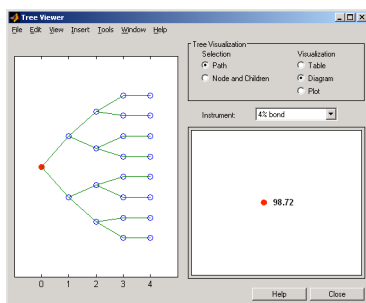 Tree Viewer
File Edit View Insert Tools Window Help
Tree Visualization
Selection
Visualization
Path
Table
Node and Children
Diagram
Plot
Instrument:
4% bond
98.72
0 1 2 3 4
Help
Close